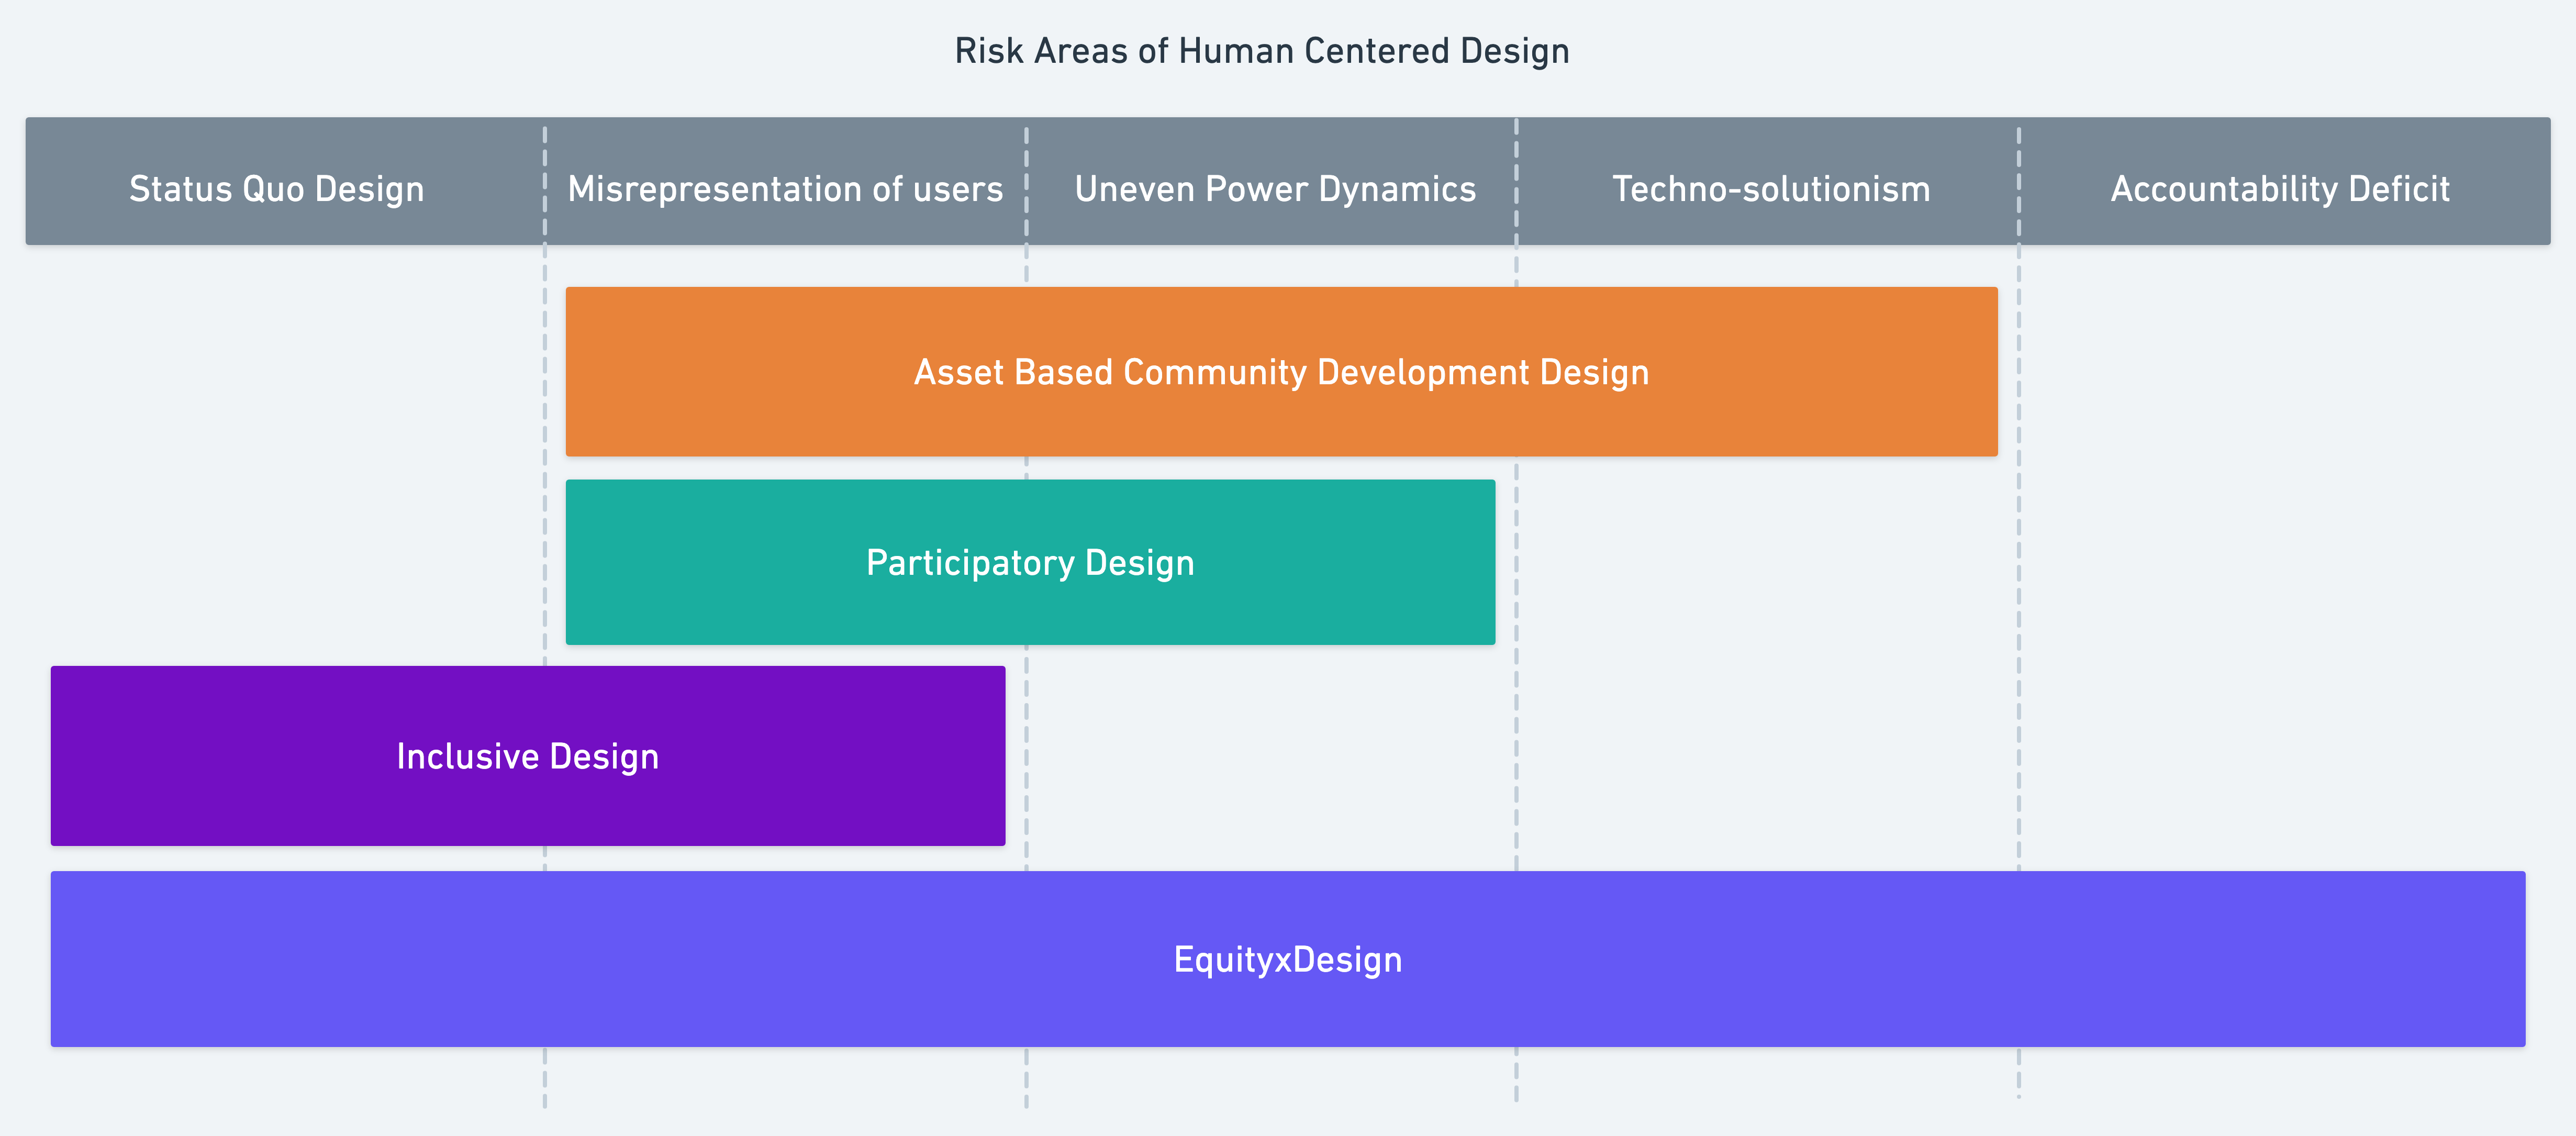 Risk Areas of Human Centered Design
Status Quo Design
Misrepresentation of users
Uneven Power Dynamics
Techno-solutionism
Accountability Deficit
Asset Based Community Development Design
Participatory Design
Inclusive Design
EquityxDesign